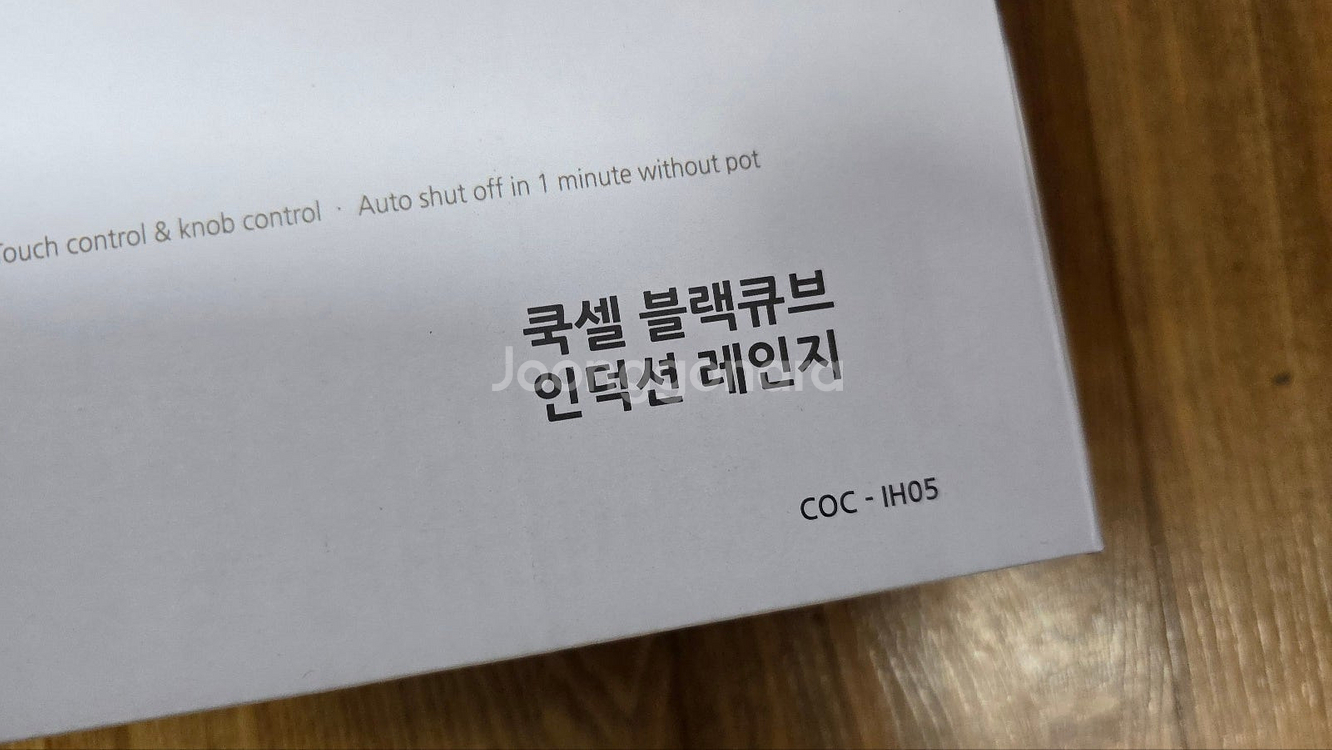 Touch control & knob control · Auto shut off in 1 minute without pot
쿡셀 블랙큐브
인덕션 레인지
Joonggonara
COC - IH05